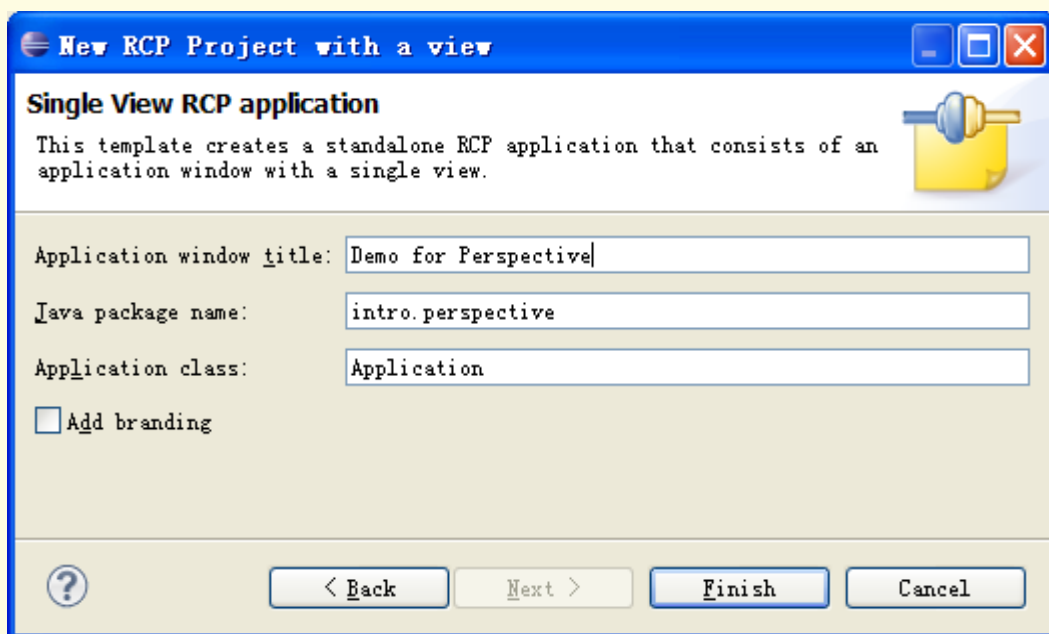 New RCP Project with a view
Single View RCP application
This template creates a standalone RCP application that consists of an
application window with a single view.
Application window title: Demo for Perspective
Java package name: intro.perspective
Application class: Application
Add branding
? < Back Next > Finish Cancel